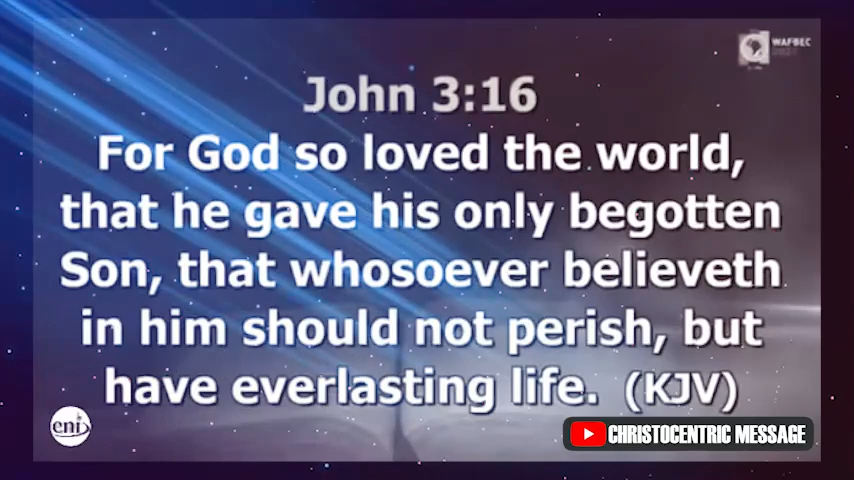 WAFBEC
John 3:16
For God so loved the world,
that he gave his only begotten
Son, that whosoever believeth
in him should not perish, but
have everlasting life. (KJV)
eni
CHRISTOCENTRIC MESSAGE